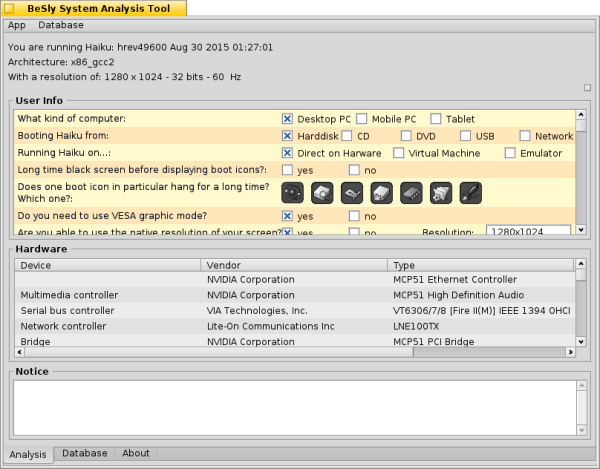 BeSly System Analysis Tool
App Database
You are running Haiku: hrev49600 Aug 30 2015 01:27:01
Architecture: x86_gcc2
With a resolution of: 1280 x 1024 - 32 bits - 60 Hz
User Info
What kind of computer: Desktop PC Mobile PC Tablet
Booting Haiku from: Harddisk CD DVD USB Network
Running Haiku on...: Direct on Harware Virtual Machine Emulator
Long time black screen before displaying boot icons?: yes no
Does one boot icon in particular hang for a long time?
Which one?:
Do you need to use VESA graphic mode? yes no
Are you able to use the native resolution of your screen? yes no Resolution: 1280x1024
Hardware
Device Vendor Type
NVIDIA Corporation MCP51 Ethernet Controller
Multimedia controller NVIDIA Corporation MCP51 High Definition Audio
Serial bus controller VIA Technologies, Inc. VT6306/7/8 [Fire II(M)] IEEE 1394 OHCI
Network controller Lite-On Communications Inc LNE100TX
Bridge NVIDIA Corporation MCP51 PCI Bridge
Notice
Analysis Database About